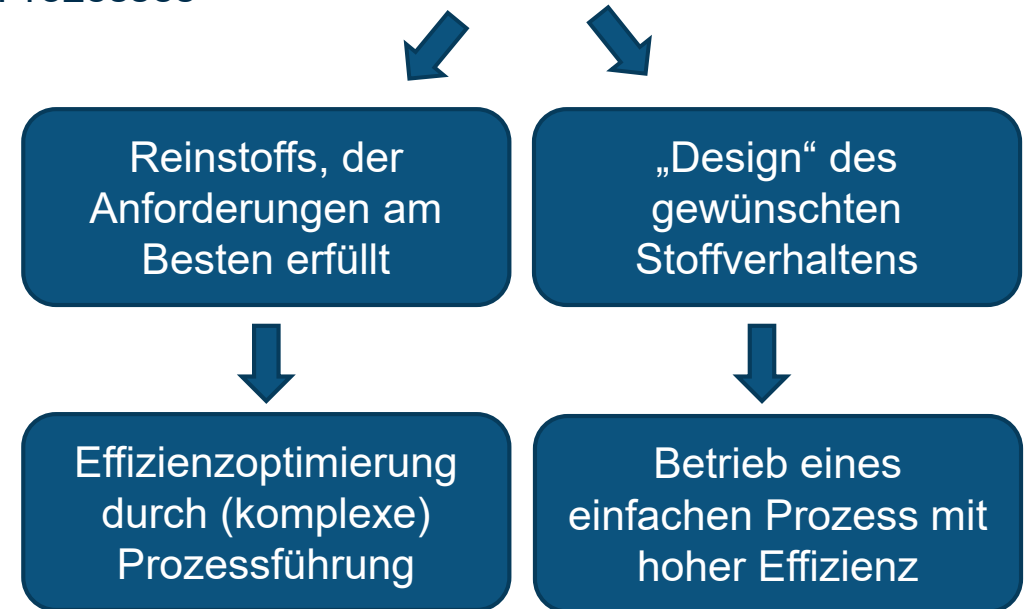 Reinstoffs, der
Anforderungen am
Besten erfüllt
„Design“ des
gewünschten
Stoffverhaltens
Effizienzoptimierung
durch (komplexe)
Prozessführung
Betrieb eines
einfachen Prozess mit
hoher Effizienz